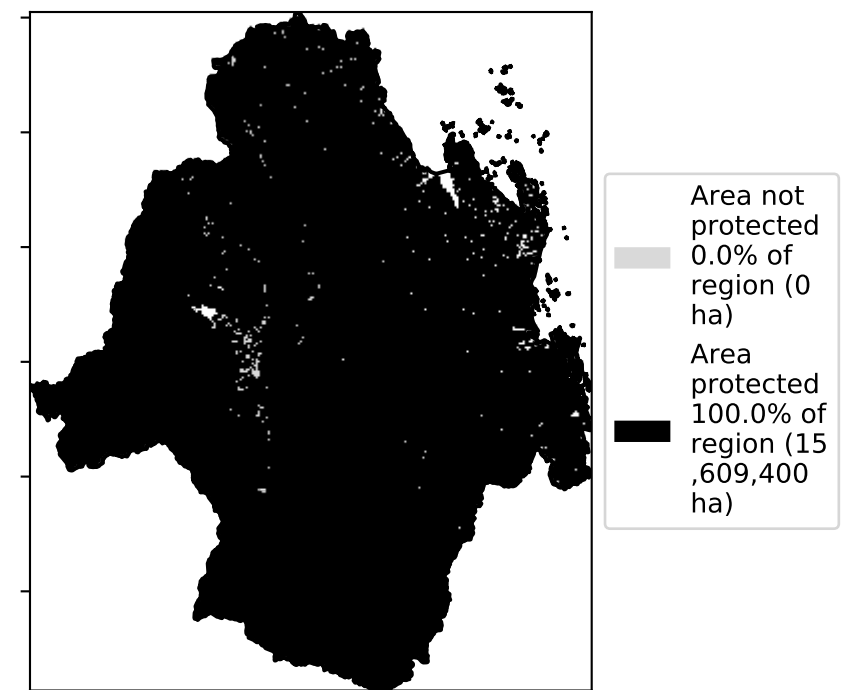 Area not
protected
0.0% of
region (0
ha)
Area
protected
100.0% of
region (15
,609,400
ha)